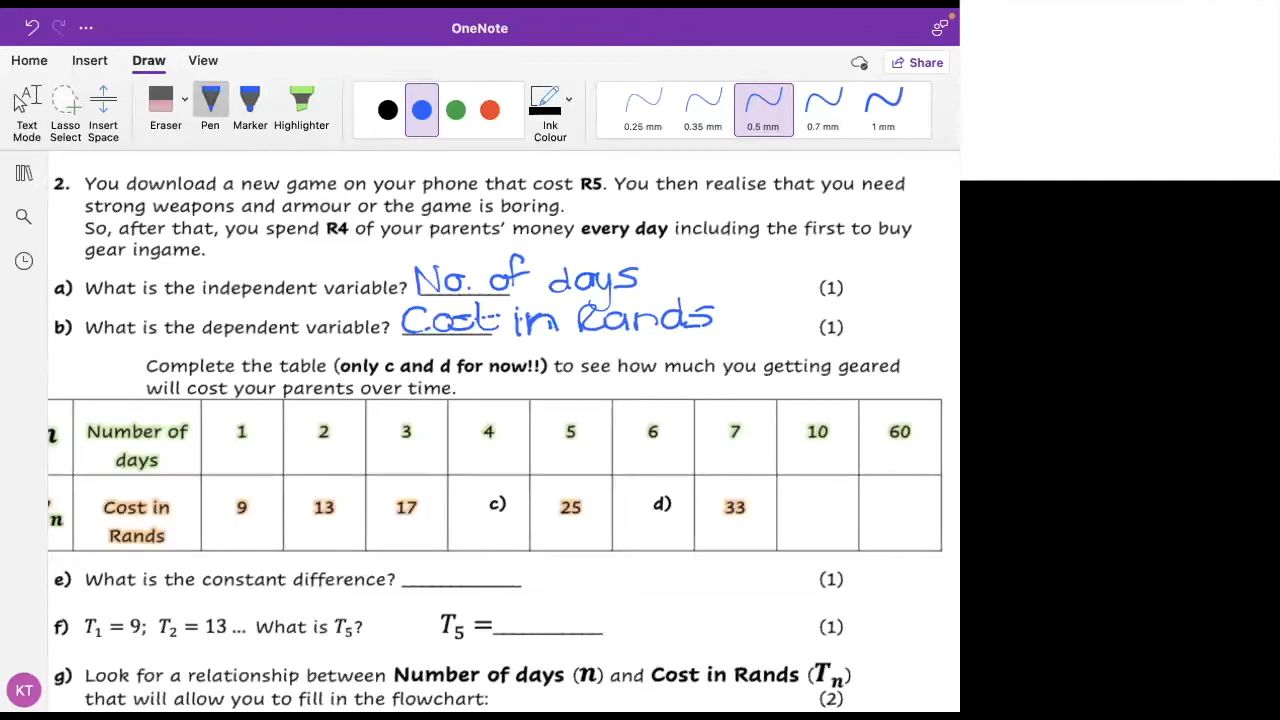 OneNote
Home Insert Draw View
Share
Text Mode
Lasso Select
Insert Space
Eraser
Pen
Marker
Highlighter
Ink Colour
0.25 mm
0.35 mm
0.5 mm
0.7 mm
1 mm
2. You download a new game on your phone that cost R5. You then realise that you need
strong weapons and armour or the game is boring.
So, after that, you spend R4 of your parents' money every day including the first to buy
gear ingame.
a) What is the independent variable? No. of days (1)
b) What is the dependent variable? Cost in Rands (1)
Complete the table (only c and d for now!!) to see how much you getting geared
will cost your parents over time.
n Number of days 1 2 3 4 5 6 7 10 60
n Cost in Rands 9 13 17 c) 25 d) 33
e) What is the constant difference? ____________ (1)
f) T₁ = 9; T₂ = 13 ... What is T₅? T₅ =__________ (1)
g) Look for a relationship between Number of days (n) and Cost in Rands (Tₙ)
that will allow you to fill in the flowchart: (2)
KT